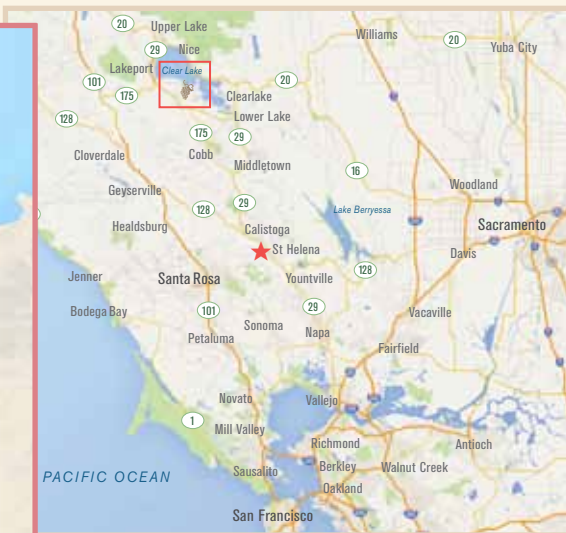 20
Upper Lake
Williams
20
29
Nice
Yuba City
Lakeport
Clear Lake
101
175
20
Clearlake
128
Lower Lake
175
29
Cloverdale
Cobb
Middletown
16
Geyserville
29
Woodland
128
Lake Berryessa
Healdsburg
Calistoga
Sacramento
St Helena
Davis
Jenner
Santa Rosa
Yountville
128
Bodega Bay
101
29
Vacaville
Sonoma
Napa
Petaluma
Fairfield
Novato
Vallejo
1
Mill Valley
Richmond
Antioch
PACIFIC OCEAN
Sausalito
Berkley
Walnut Creek
Oakland
San Francisco